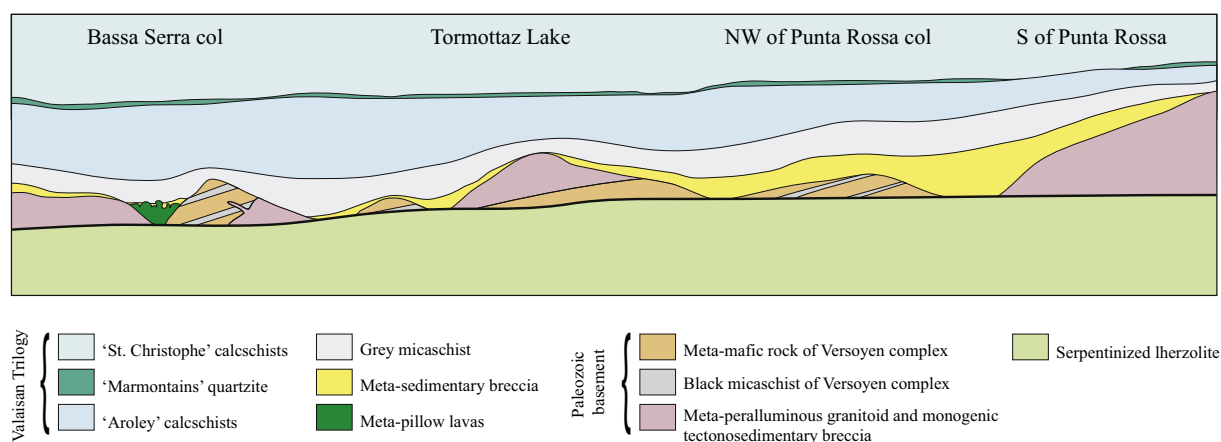 Bassa Serra col
Tormottaz Lake
NW of Punta Rossa col
S of Punta Rossa
Valaisan Trilogy
‘St. Christophe’ calcschists
‘Marmontains’ quartzite
‘Aroley’ calcschists
Grey micaschist
Meta-sedimentary breccia
Meta-pillow lavas
Paleozoic
basement
Meta-mafic rock of Versoyen complex
Black micaschist of Versoyen complex
Meta-peralluminous granitoid and monogenic
tectonosedimentary breccia
Serpentinized lherzolite